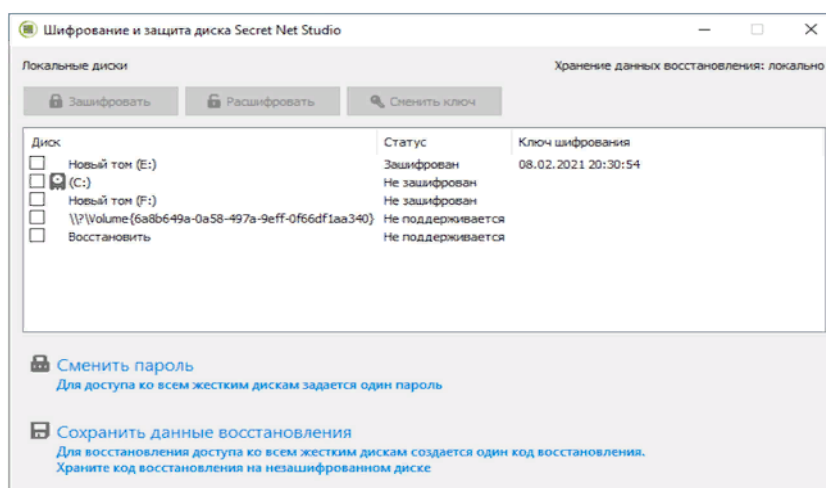 Шифрование и защита диска Secret Net Studio
Локальные диски Хранение данных восстановления: локально
Зашифровать Расшифровать Сменить ключ
Диск Статус Ключ шифрования
Новый том (E:) Зашифрован 08.02.2021 20:30:54
(C:) Не зашифрован
Новый том (F:) Не зашифрован
\\?\Volume{6a8b649a-0a58-497a-9eff-0f66df1aa340} Не поддерживается
Восстановить Не поддерживается
Сменить пароль
Для доступа ко всем жестким дискам задается один пароль
Сохранить данные восстановления
Для восстановления доступа ко всем жестким дискам создается один код восстановления.
Храните код восстановления на незашифрованном диске